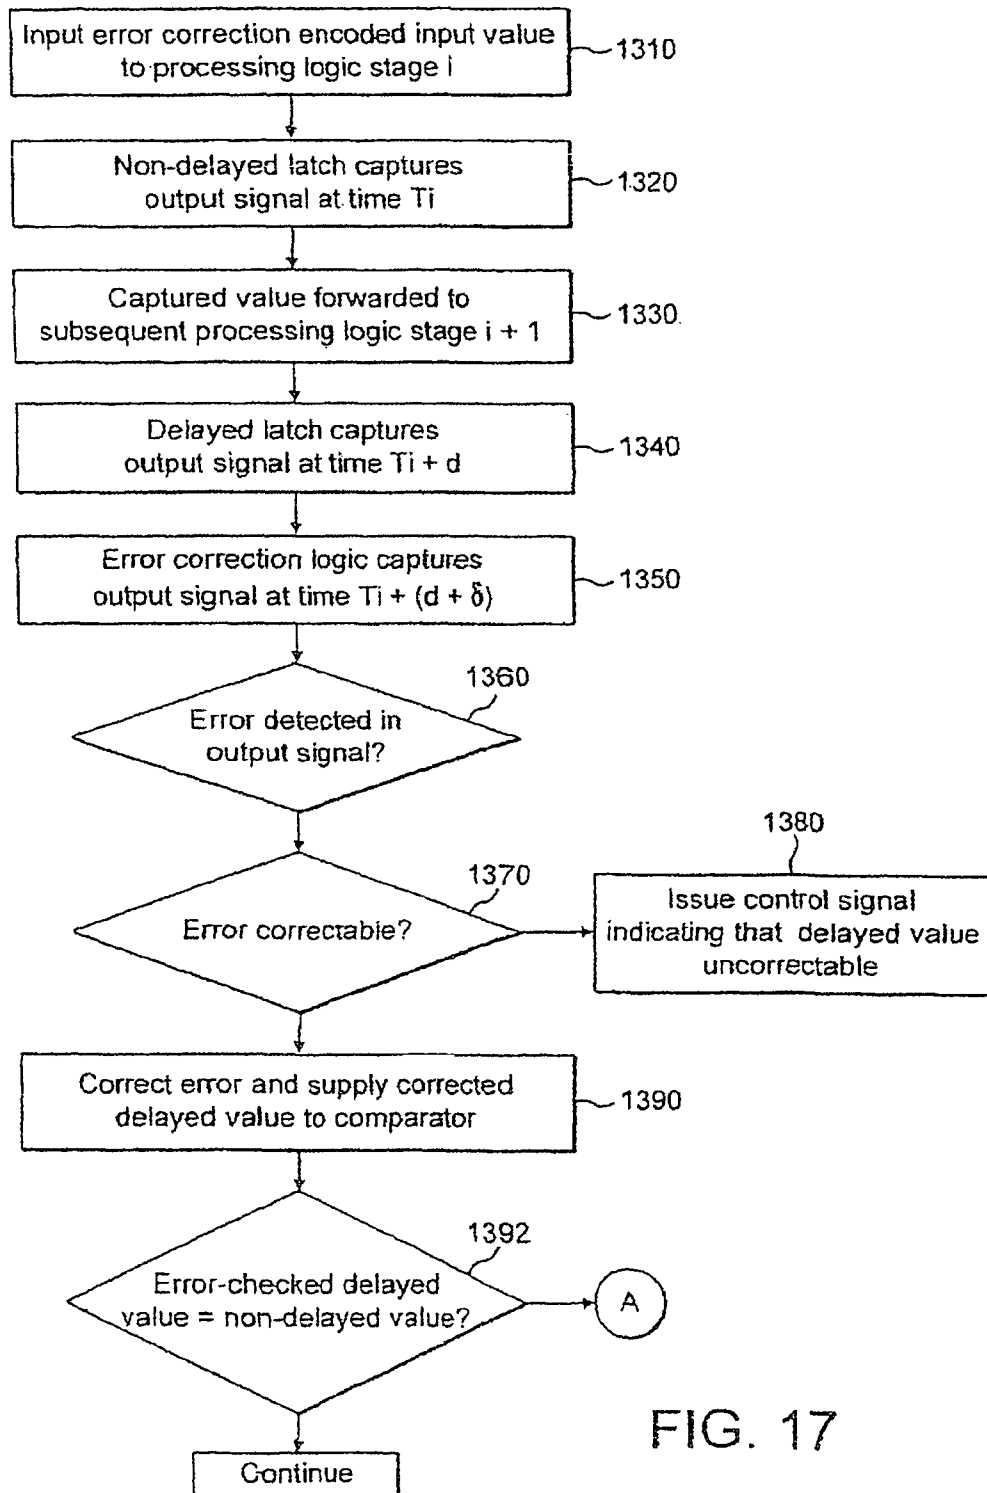 Input error correction encoded input value
to processing logic stage i
1310
Non-delayed latch captures
output signal at time Ti
1320
Captured value forwarded to
subsequent processing logic stage i + 1
1330
Delayed latch captures
output signal at time Ti + d
1340
Error correction logic captures
output signal at time Ti + (d + δ)
1350
1360
Error detected in
output signal?
1370
Error correctable?
1380
Issue control signal
indicating that delayed value
uncorrectable
Correct error and supply corrected
delayed value to comparator
1390
1392
Error-checked delayed
value = non-delayed value?
A
Continue
FIG. 17